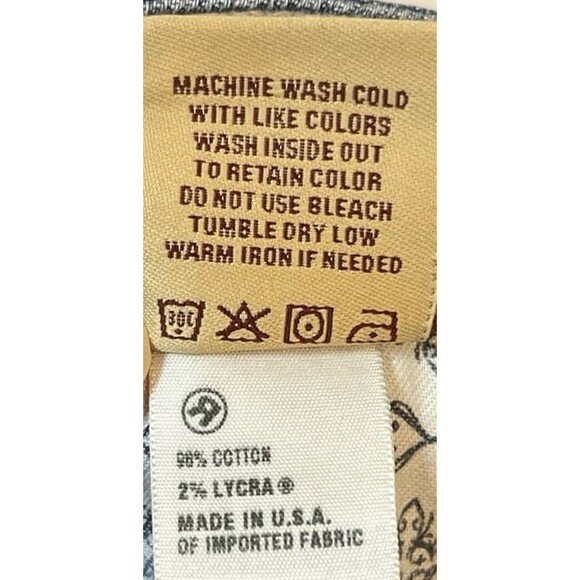 MACHINE WASH COLD
WITH LIKE COLORS
WASH INSIDE OUT
TO RETAIN COLOR
DO NOT USE BLEACH
TUMBLE DRY LOW
WARM IRON IF NEEDED
30C
98% COTTON
2% LYCRA®
MADE IN U.S.A.
OF IMPORTED FABRIC